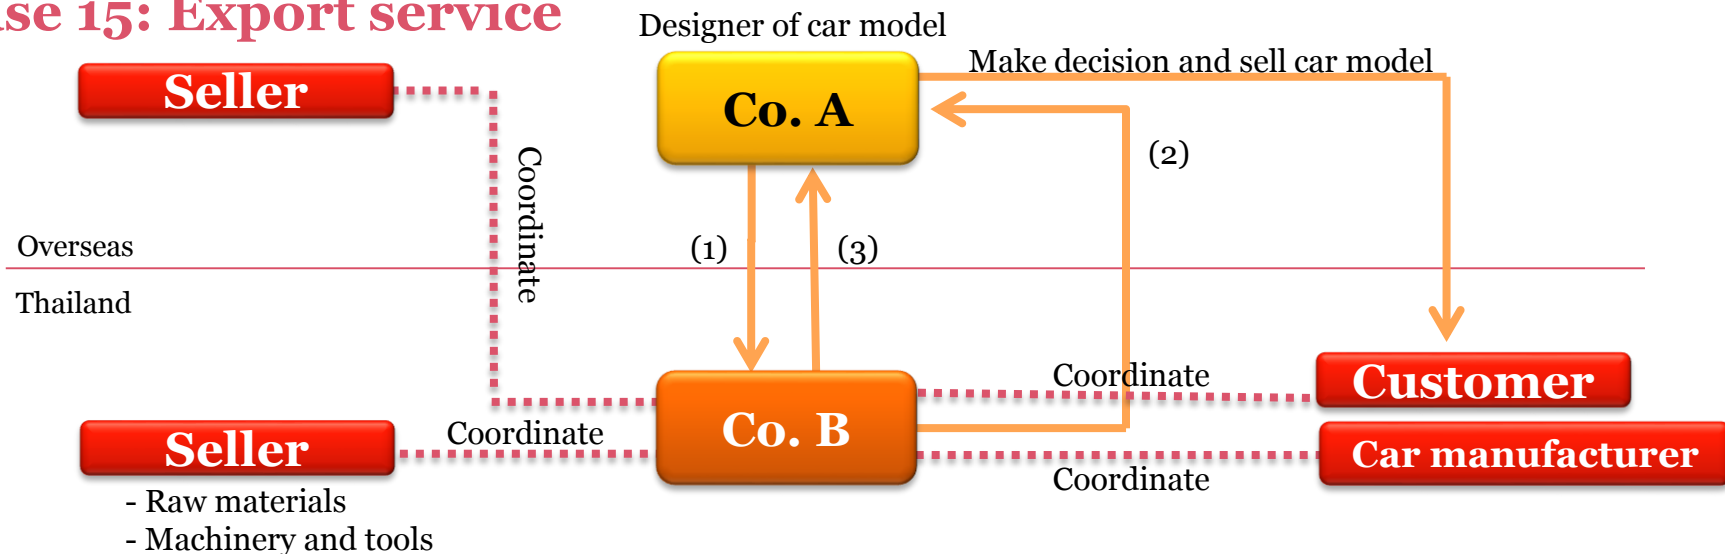 se 15: Export service
Designer of car model
Seller
Co. A
Make decision and sell car model
(2)
Coordinate
Overseas
(1)
(3)
Thailand
Coordinate
Customer
Seller
Coordinate
Co. B
Car manufacturer
Coordinate
- Raw materials
- Machinery and tools